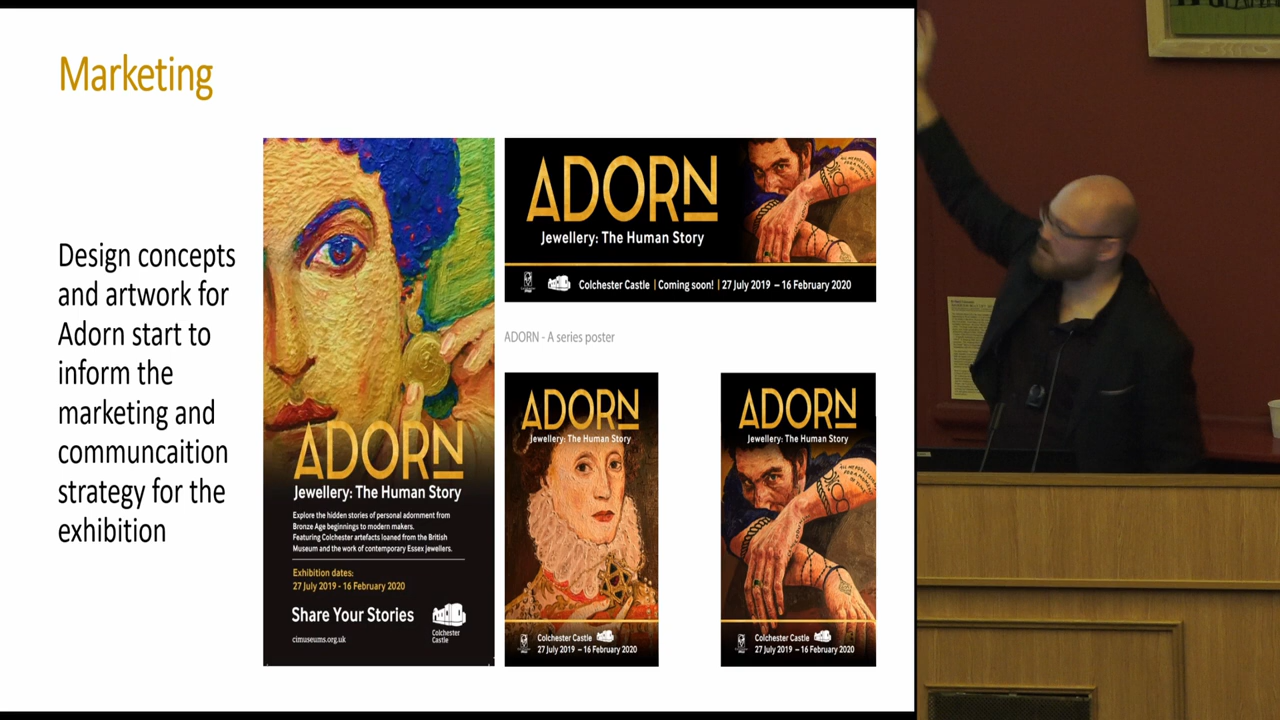 Marketing
Design concepts
and artwork for
Adorn start to
inform the
marketing and
communcaition
strategy for the
exhibition
ADORN
Jewellery: The Human Story
Explore the hidden stories of personal adornment from
Bronze Age beginnings to modern makers.
Featuring Colchester artefacts loaned from the British
Museum and the work of contemporary Essex jewellers.
Exhibition dates:
27 July 2019 - 16 February 2020
Share Your Stories
cimuseums.org.uk
Colchester
Castle
ADORN
Jewellery: The Human Story
Colchester Castle | Coming soon! | 27 July 2019 – 16 February 2020
ADORN - A series poster
ADORN
Jewellery: The Human Story
Colchester Castle
27 July 2019 – 16 February 2020
ADORN
Jewellery: The Human Story
Colchester Castle
27 July 2019 – 16 February 2020